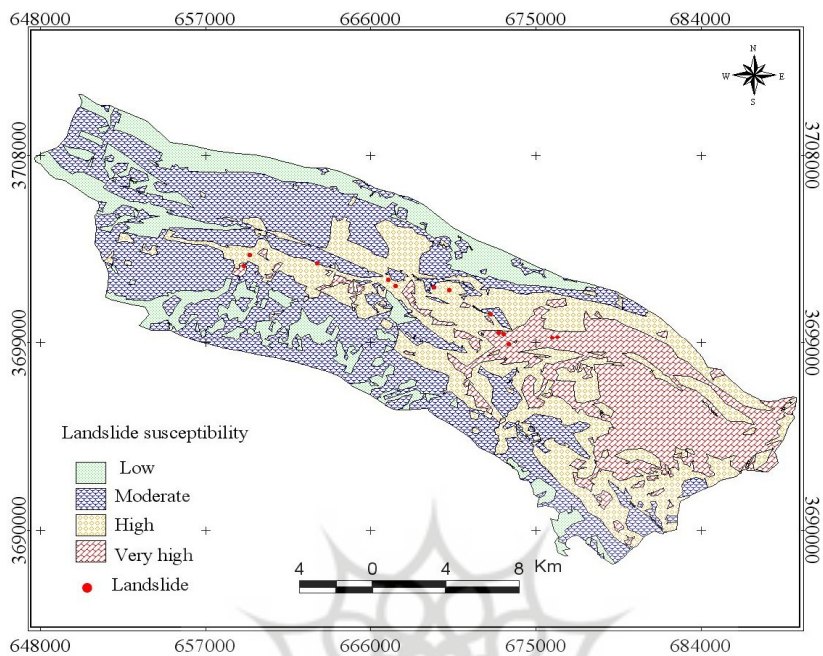 648000 657000 666000 675000 684000
N
W E
S
3708000 3708000
3699000 3699000
Landslide susceptibility
Low
Moderate
High
Very high
Landslide
3690000 3690000
4 0 4 8 Km
648000 657000 666000 675000 684000